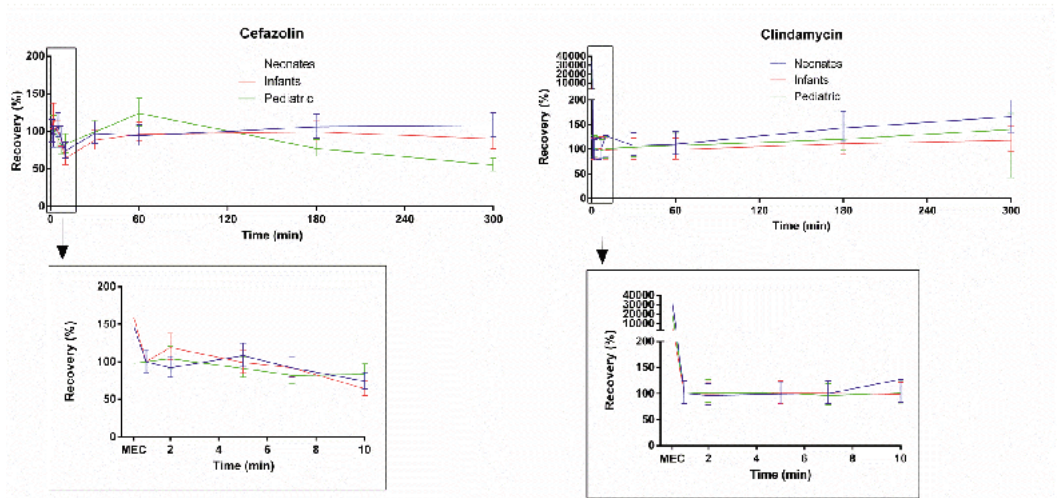 Cefazolin
200
150
100
50
0
Recovery (%)
Neonates
Infants
Pediatric
0 60 120 180 240 300
Time (min)
Clindamycin
40000
30000
20000
10000
200
150
100
50
0
Recovery (%)
Neonates
Infants
Pediatric
0 60 120 180 240 300
Time (min)
200
150
100
50
0
Recovery (%)
MEC 2 4 6 8 10
Time (min)
40000
30000
20000
10000
200
150
100
50
0
Recovery (%)
MEC 2 4 6 8 10
Time (min)